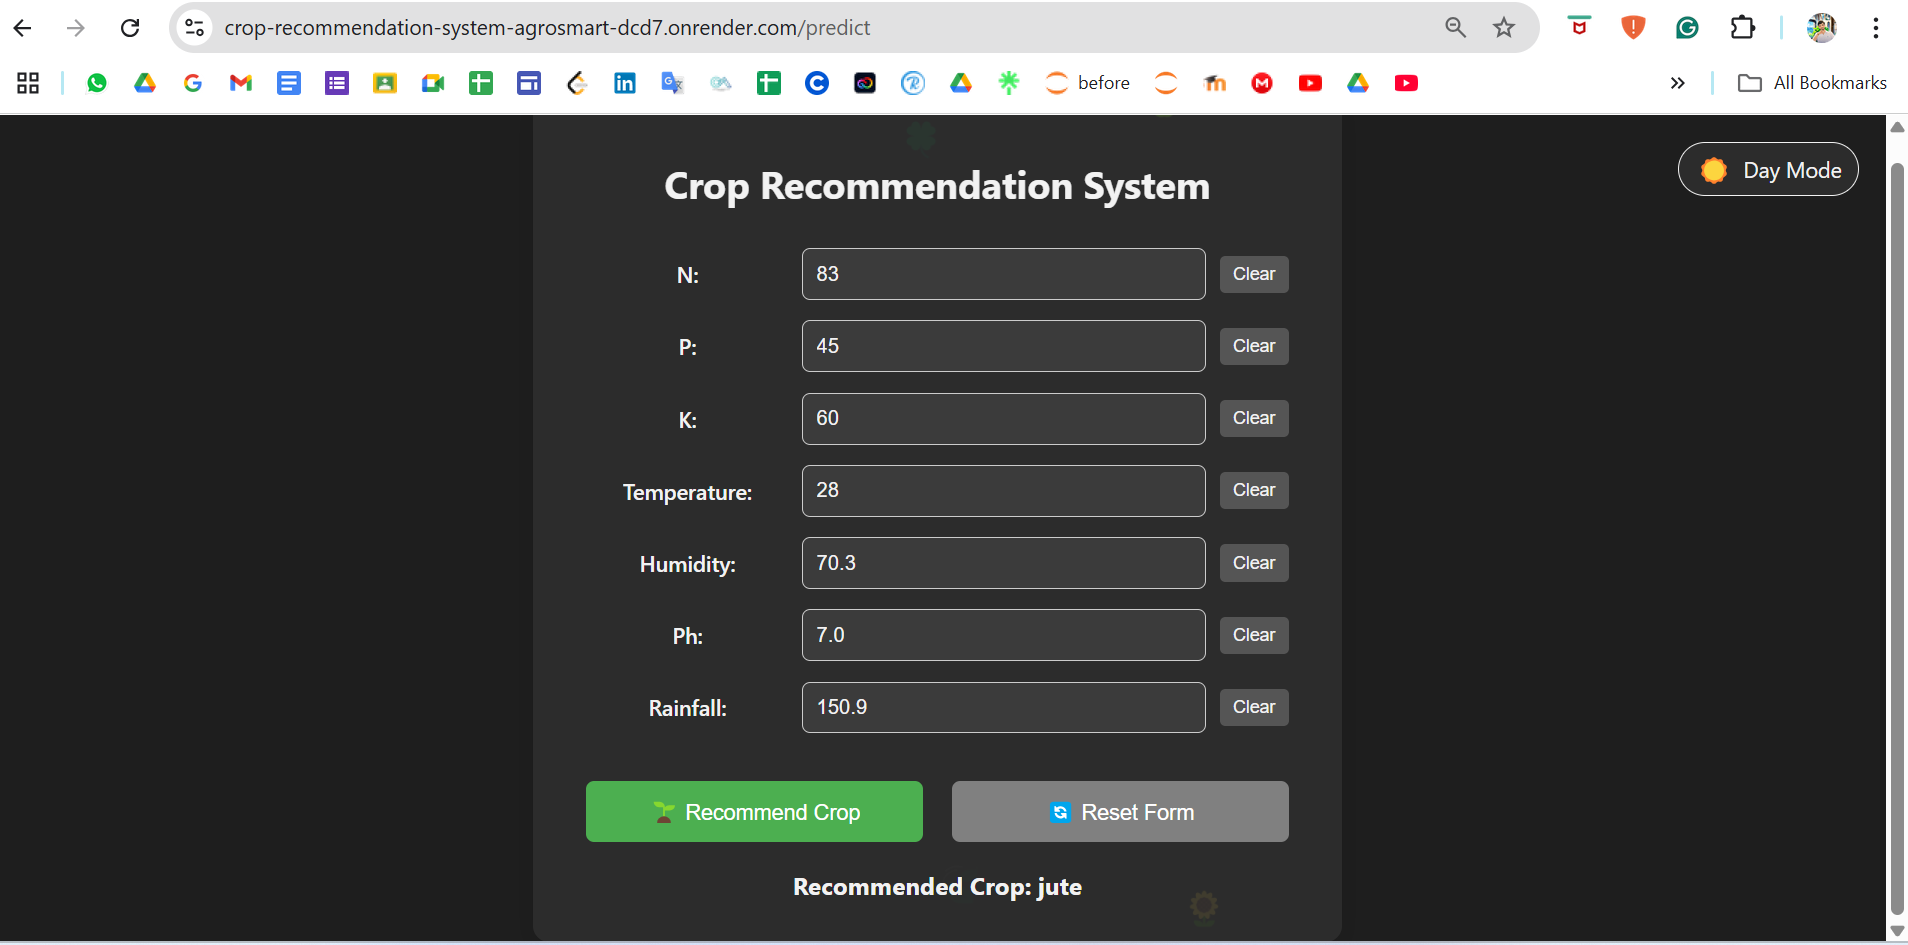 crop-recommendation-system-agrosmart-dcd7.onrender.com/predict
before
All Bookmarks
Day Mode
Crop Recommendation System
N: 83 Clear
P: 45 Clear
K: 60 Clear
Temperature: 28 Clear
Humidity: 70.3 Clear
Ph: 7.0 Clear
Rainfall: 150.9 Clear
Recommend Crop Reset Form
Recommended Crop: jute